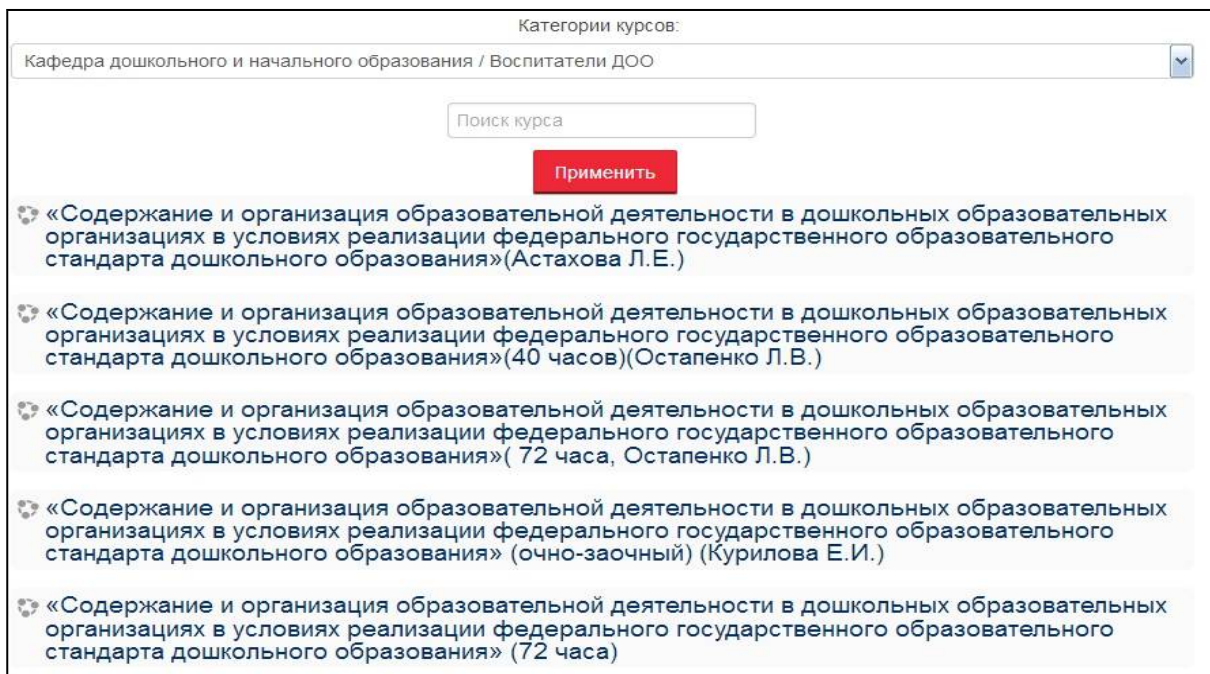 Категории курсов:
Кафедра дошкольного и начального образования / Воспитатели ДОО
Поиск курса
Применить
«Содержание и организация образовательной деятельности в дошкольных образовательных
организациях в условиях реализации федерального государственного образовательного
стандарта дошкольного образования»(Астахова Л.Е.)
«Содержание и организация образовательной деятельности в дошкольных образовательных
организациях в условиях реализации федерального государственного образовательного
стандарта дошкольного образования»(40 часов)(Остапенко Л.В.)
«Содержание и организация образовательной деятельности в дошкольных образовательных
организациях в условиях реализации федерального государственного образовательного
стандарта дошкольного образования»( 72 часа, Остапенко Л.В.)
«Содержание и организация образовательной деятельности в дошкольных образовательных
организациях в условиях реализации федерального государственного образовательного
стандарта дошкольного образования» (очно-заочный) (Курилова Е.И.)
«Содержание и организация образовательной деятельности в дошкольных образовательных
организациях в условиях реализации федерального государственного образовательного
стандарта дошкольного образования» (72 часа)